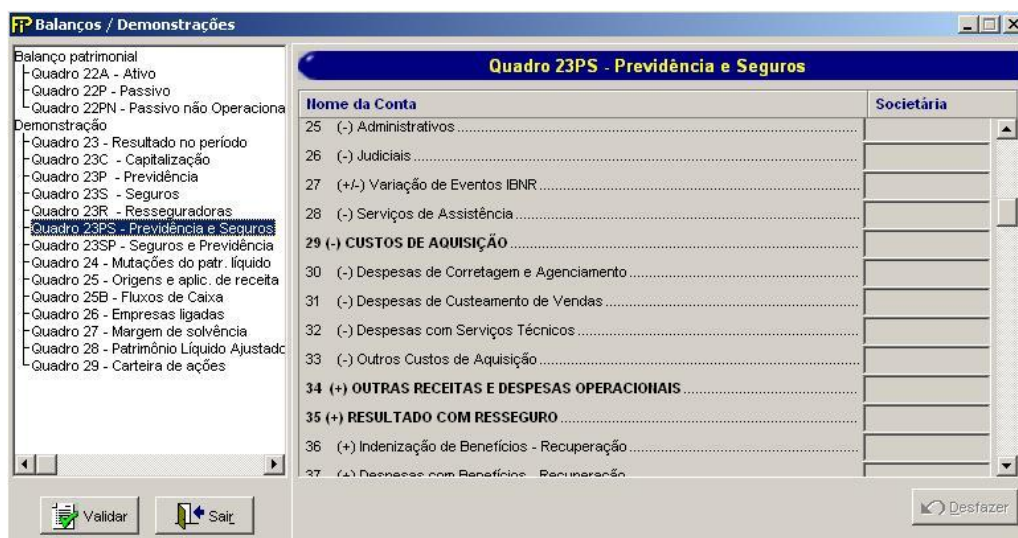 FIP Balanços / Demonstrações
Balanço patrimonial
Quadro 22A - Ativo
Quadro 22P - Passivo
Quadro 22PN - Passivo não Operaciona
Demonstração
Quadro 23 - Resultado no período
Quadro 23C - Capitalização
Quadro 23P - Previdência
Quadro 23S - Seguros
Quadro 23R - Resseguradoras
Quadro 23PS - Previdência e Seguros
Quadro 23SP - Seguros e Previdência
Quadro 24 - Mutações do patr. líquido
Quadro 25 - Origens e aplic. de receita
Quadro 25B - Fluxos de Caixa
Quadro 26 - Empresas ligadas
Quadro 27 - Margem de solvência
Quadro 28 - Patrimônio Líquido Ajustado
Quadro 29 - Carteira de ações
Validar
Sair
Quadro 23PS - Previdência e Seguros
Nome da Conta Societária
25 (-) Administrativos
26 (-) Judiciais
27 (+/-) Variação de Eventos IBNR
28 (-) Serviços de Assistência
29 (-) CUSTOS DE AQUISIÇÃO
30 (-) Despesas de Corretagem e Agenciamento
31 (-) Despesas de Custeamento de Vendas
32 (-) Despesas com Serviços Técnicos
33 (-) Outros Custos de Aquisição
34 (+) OUTRAS RECEITAS E DESPESAS OPERACIONAIS
35 (+) RESULTADO COM RESSEGURO
36 (+) Indenização de Benefícios - Recuperação
37 (+) Despesas com Benefícios - Recuperação
Desfazer